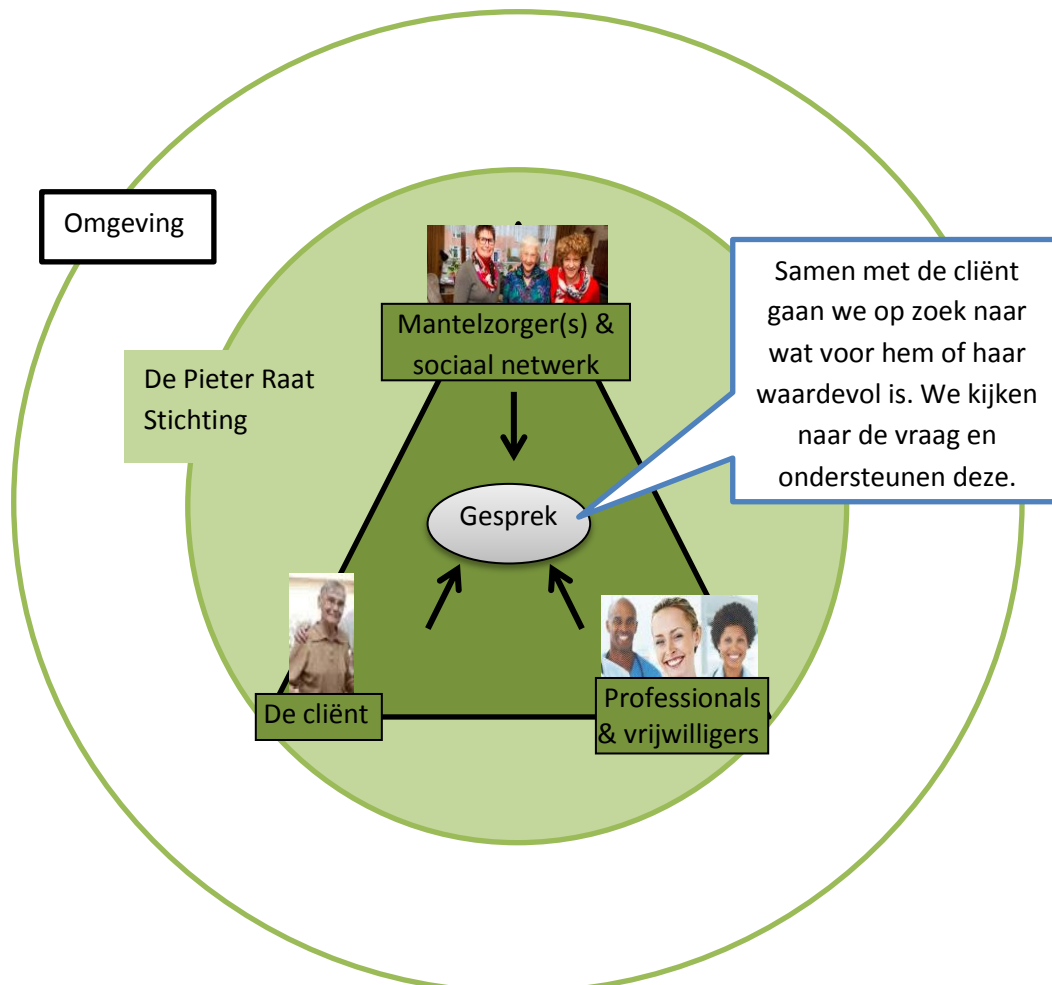 Omgeving
De Pieter Raat
Stichting
Mantelzorger(s) &
sociaal netwerk
Samen met de cliënt
gaan we op zoek naar
wat voor hem of haar
waardevol is. We kijken
naar de vraag en
ondersteunen deze.
Gesprek
De cliënt
Professionals
& vrijwilligers